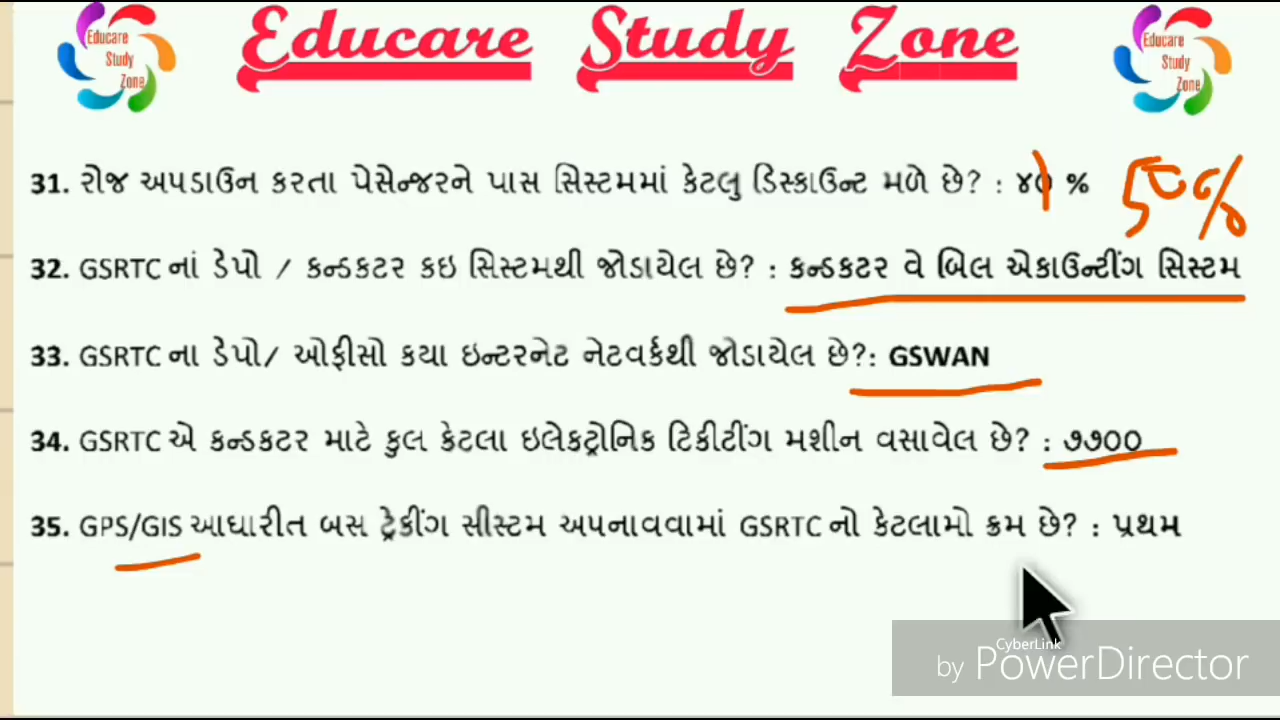 Educare Study Zone
Educare Study Zone
Educare Study Zone
31. રોજ અપડાઉન કરતા પેસેન્જરને પાસ સિસ્ટમમાં કેટલુ ડિસ્કાઉન્ટ મળે છે? : ૪૦ % 50%
32. GSRTC નાં ડેપો / કન્ડકટર કઇ સિસ્ટમથી જોડાયેલ છે? : કન્ડકટર વે બિલ એકાઉન્ટીંગ સિસ્ટમ
33. GSRTC ના ડેપો/ ઓફીસો કયા ઇન્ટરનેટ નેટવર્કથી જોડાયેલ છે?: GSWAN
34. GSRTC એ કન્ડકટર માટે કુલ કેટલા ઇલેકટ્રોનિક ટિકીટીંગ મશીન વસાવેલ છે? : ૭૭૦૦
35. GPS/GIS આધારીત બસ ટ્રેકીંગ સીસ્ટમ અપનાવવામાં GSRTC નો કેટલામો ક્રમ છે? : પ્રથમ
CyberLink
by PowerDirector